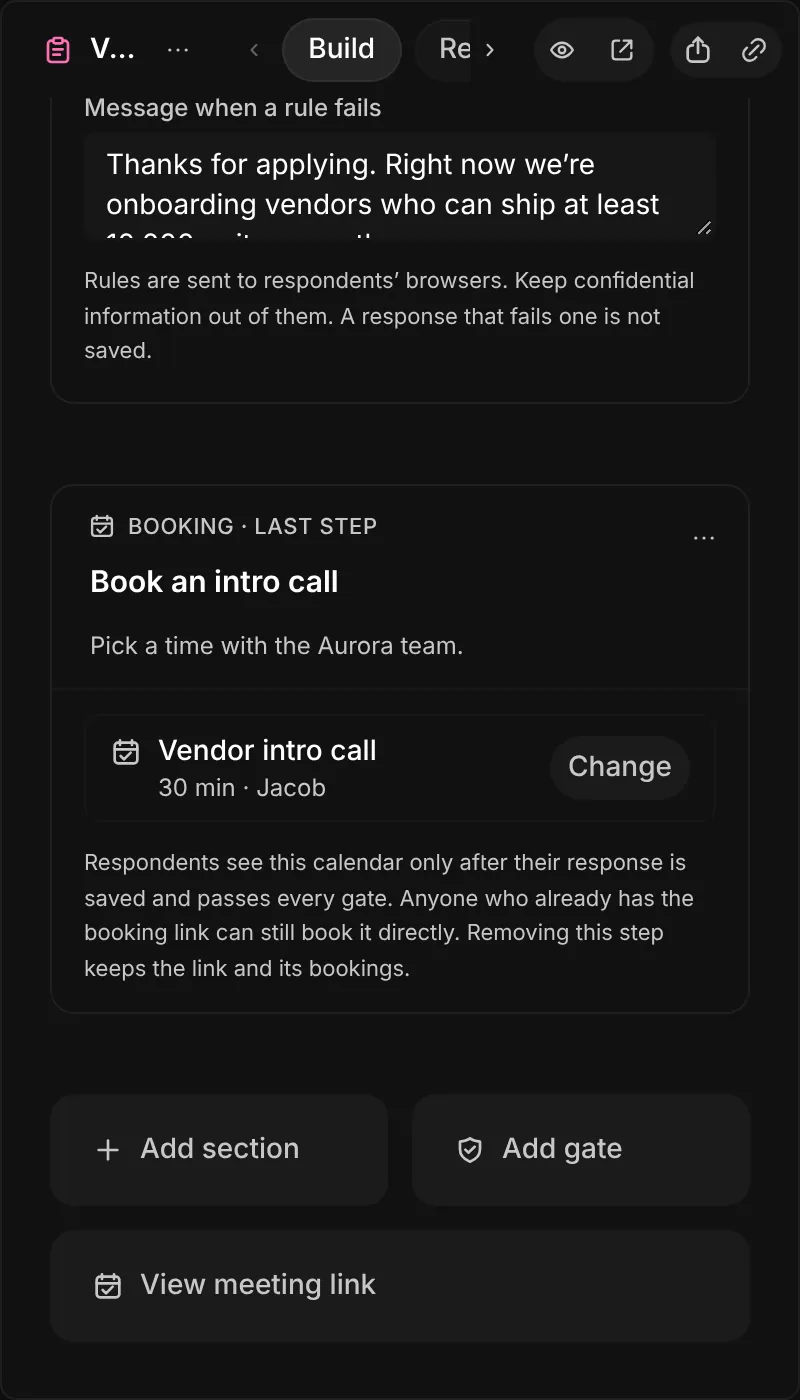 V...
Build
Re
Message when a rule fails
Thanks for applying. Right now we’re
onboarding vendors who can ship at least
Rules are sent to respondents’ browsers. Keep confidential
information out of them. A response that fails one is not
saved.
BOOKING · LAST STEP
Book an intro call
Pick a time with the Aurora team.
Vendor intro call
30 min · Jacob
Change
Respondents see this calendar only after their response is
saved and passes every gate. Anyone who already has the
booking link can still book it directly. Removing this step
keeps the link and its bookings.
Add section
Add gate
View meeting link